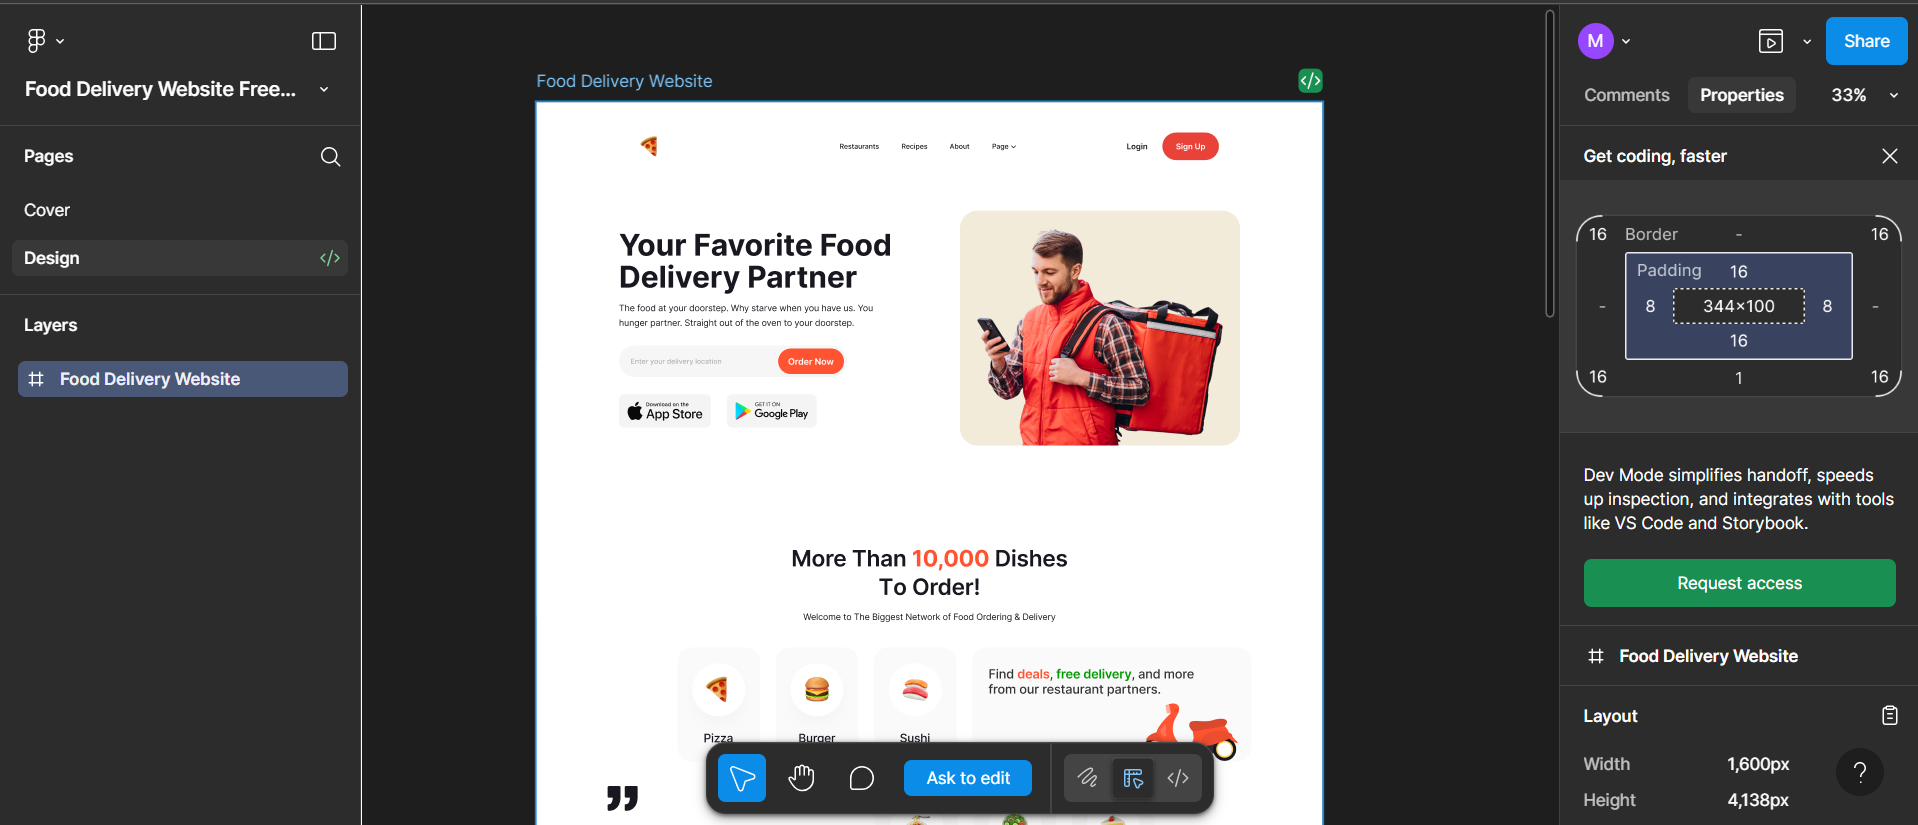 Food Delivery Website Free...
Pages
Cover
Design
Layers
Food Delivery Website
Food Delivery Website
Restaurants
Recipes
About
Page
Login
Sign Up
Your Favorite Food
Delivery Partner
The food at your doorstep. Why starve when you have us. You
hunger partner. Straight out of the oven to your doorstep.
Enter your delivery location
Order Now
Download on the
App Store
GET IT ON
Google Play
More Than 10,000 Dishes
To Order!
Welcome to The Biggest Network of Food Ordering & Delivery
Pizza
Burger
Sushi
Find deals, free delivery, and more
from our restaurant partners.
”
Ask to edit
M
Share
Comments
Properties
33%
Get coding, faster
16
Border
-
16
Padding
16
-
8
344×100
8
-
16
16
1
16
Dev Mode simplifies handoff, speeds
up inspection, and integrates with tools
like VS Code and Storybook.
Request access
Food Delivery Website
Layout
Width
1,600px
Height
4,138px
?